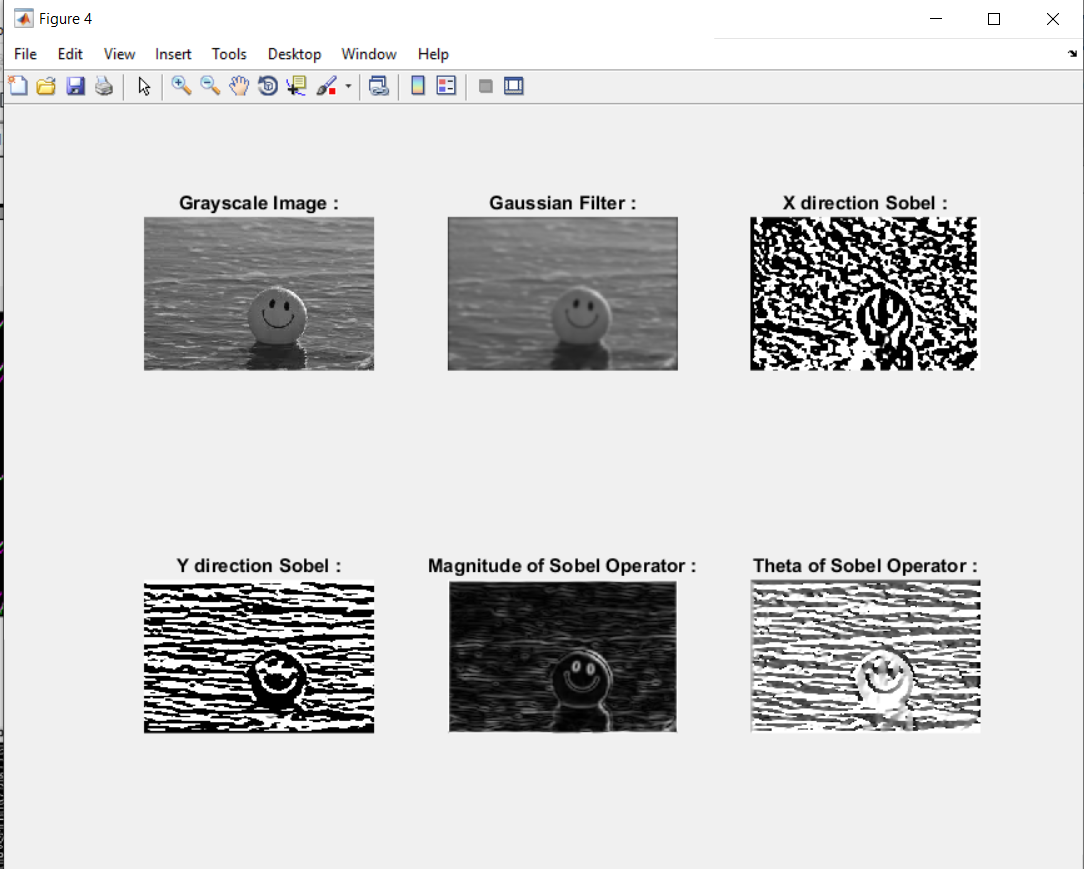 Figure 4
File Edit View Insert Tools Desktop Window Help
Grayscale Image :
Gaussian Filter :
X direction Sobel :
Y direction Sobel :
Magnitude of Sobel Operator :
Theta of Sobel Operator :